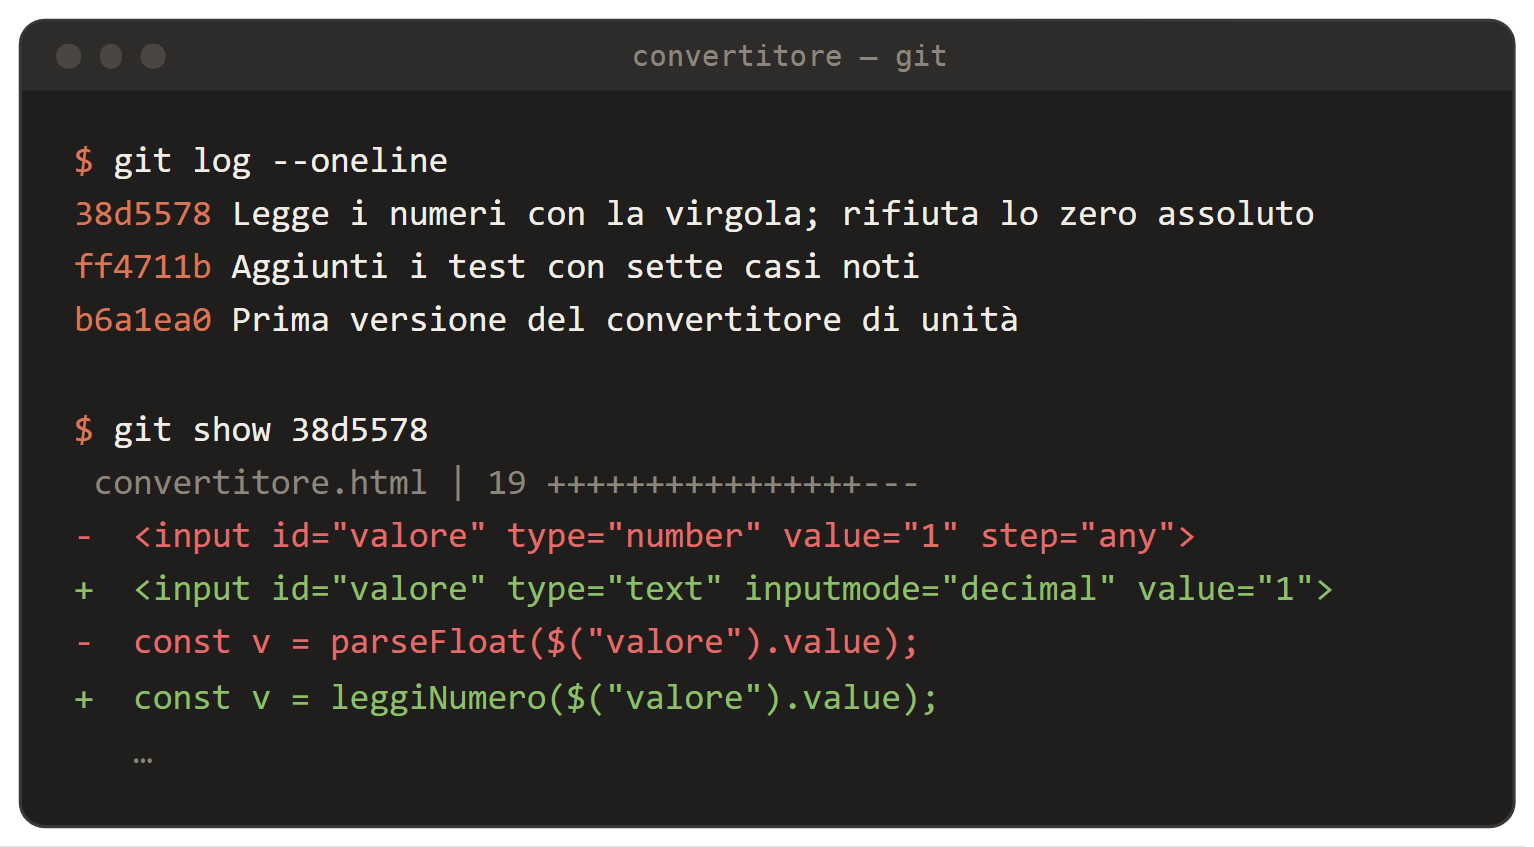 convertitore — git
$ git log --oneline
38d5578 Legge i numeri con la virgola; rifiuta lo zero assoluto
ff4711b Aggiunti i test con sette casi noti
b6a1ea0 Prima versione del convertitore di unità
$ git show 38d5578
convertitore.html | 19 ++++++++++++++++---
-  <input id="valore" type="number" value="1" step="any">
+  <input id="valore" type="text" inputmode="decimal" value="1">
-  const v = parseFloat($("valore").value);
+  const v = leggiNumero($("valore").value);
…